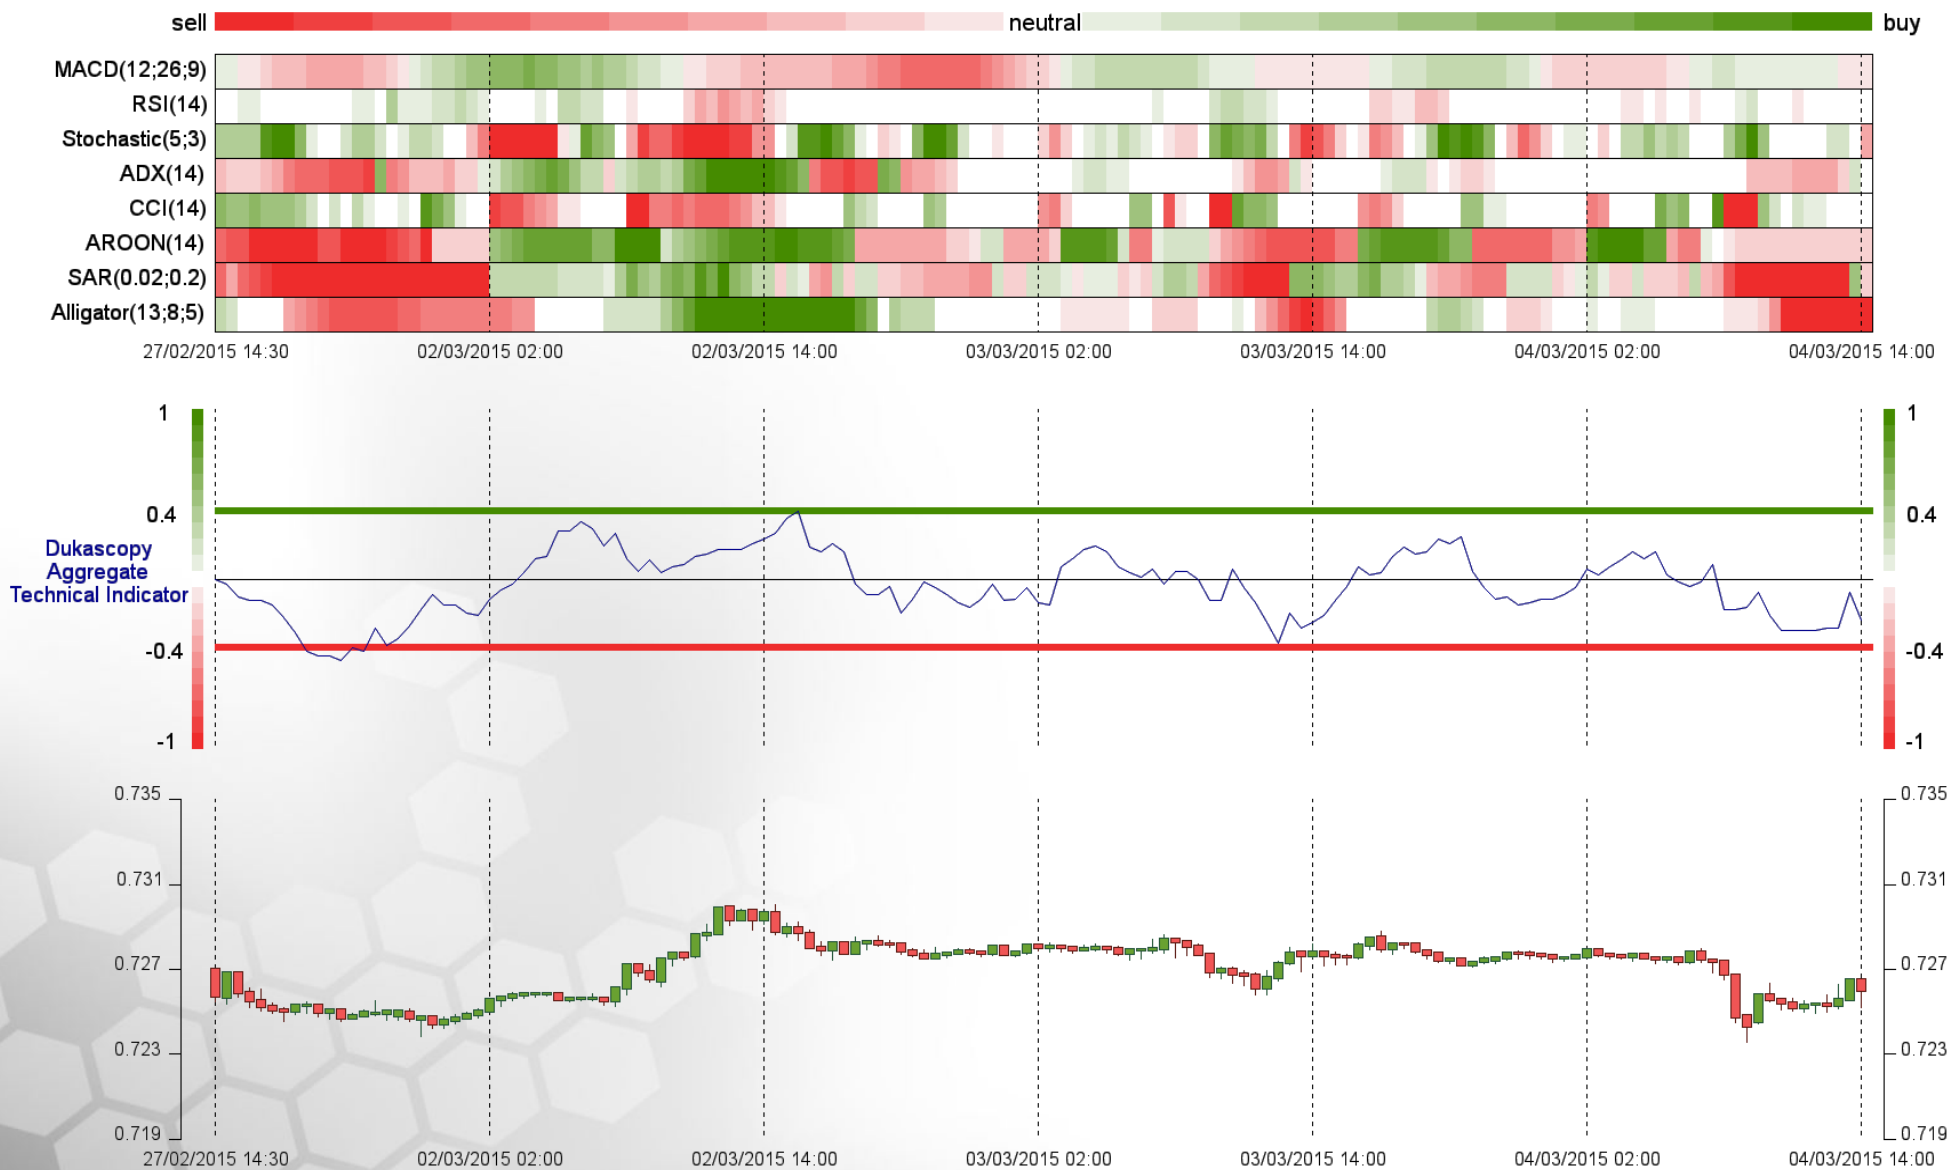 sell neutral buy
MACD(12;26;9)
RSI(14)
Stochastic(5;3)
ADX(14)
CCI(14)
AROON(14)
SAR(0.02;0.2)
Alligator(13;8;5)
27/02/2015 14:30 02/03/2015 02:00 02/03/2015 14:00 03/03/2015 02:00 03/03/2015 14:00 04/03/2015 02:00 04/03/2015 14:00
1 1
0.4 0.4
Dukascopy
Aggregate
Technical Indicator
-0.4 -0.4
-1 -1
0.735 0.735
0.731 0.731
0.727 0.727
0.723 0.723
0.719 0.719
27/02/2015 14:30 02/03/2015 02:00 02/03/2015 14:00 03/03/2015 02:00 03/03/2015 14:00 04/03/2015 02:00 04/03/2015 14:00